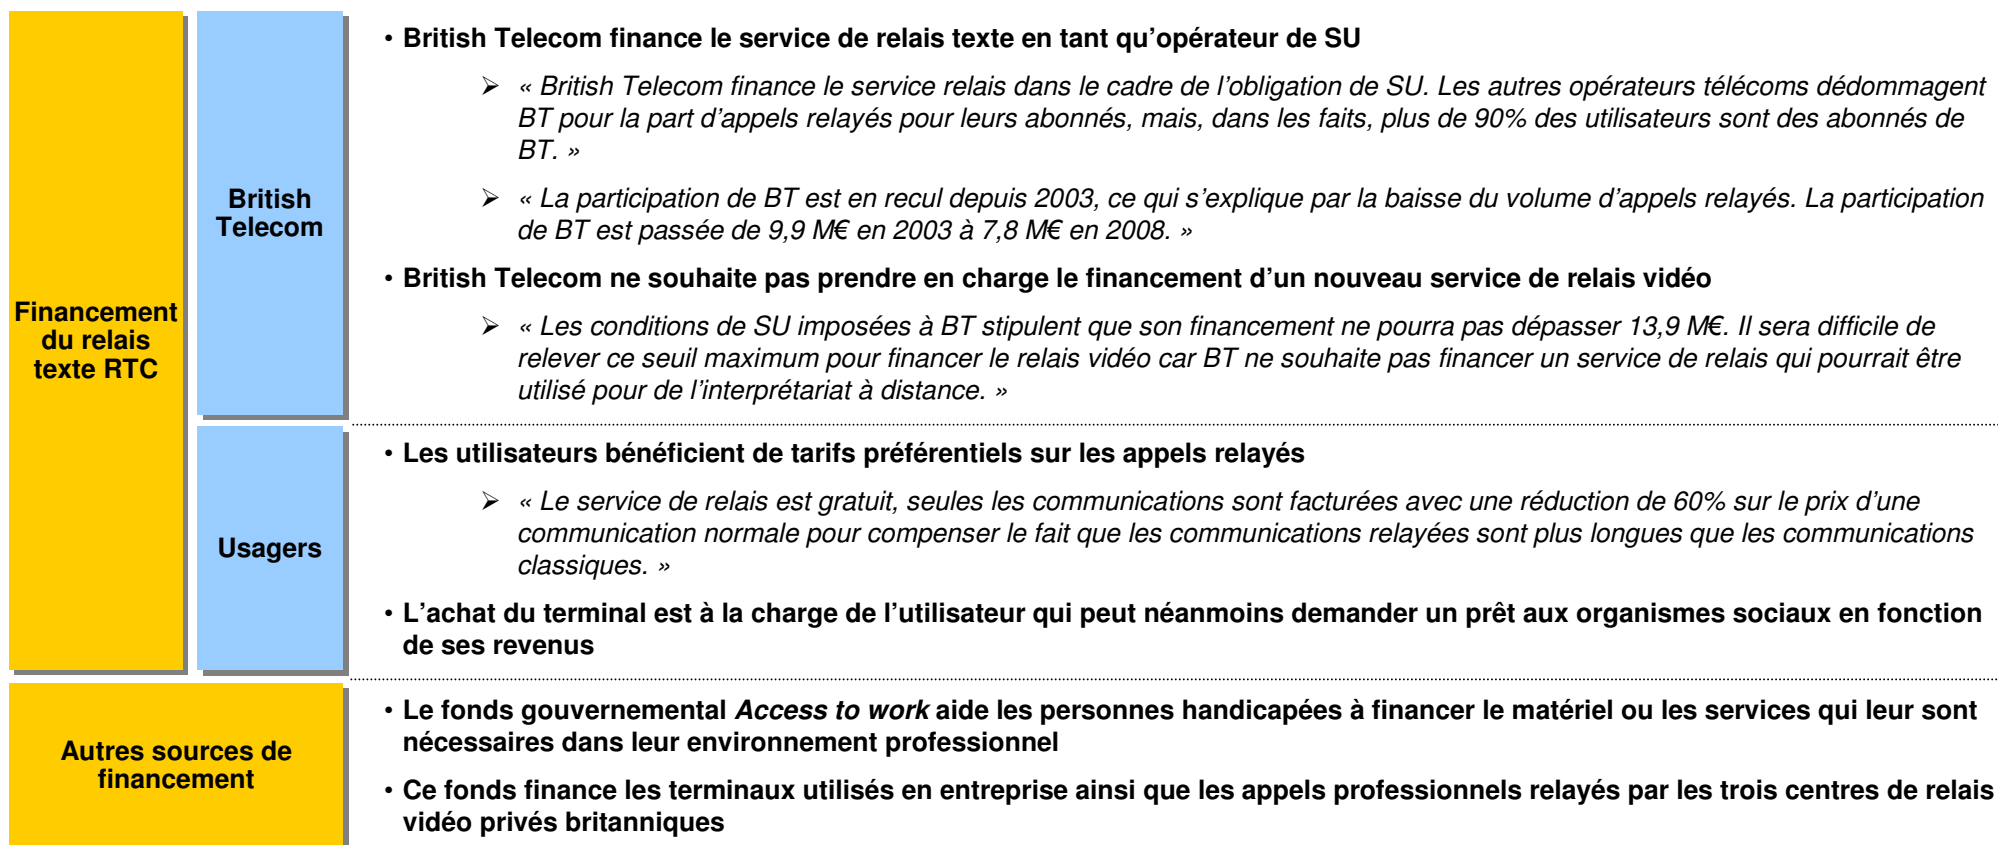 Financement
du relais
texte RTC
British
Telecom
• British Telecom finance le service de relais texte en tant qu’opérateur de SU
➢ « British Telecom finance le service relais dans le cadre de l’obligation de SU. Les autres opérateurs télécoms dédommagent
BT pour la part d’appels relayés pour leurs abonnés, mais, dans les faits, plus de 90% des utilisateurs sont des abonnés de
BT. »
➢ « La participation de BT est en recul depuis 2003, ce qui s’explique par la baisse du volume d’appels relayés. La participation
de BT est passée de 9,9 M€ en 2003 à 7,8 M€ en 2008. »
• British Telecom ne souhaite pas prendre en charge le financement d’un nouveau service de relais vidéo
➢ « Les conditions de SU imposées à BT stipulent que son financement ne pourra pas dépasser 13,9 M€. Il sera difficile de
relever ce seuil maximum pour financer le relais vidéo car BT ne souhaite pas financer un service de relais qui pourrait être
utilisé pour de l’interprétariat à distance. »
Usagers
• Les utilisateurs bénéficient de tarifs préférentiels sur les appels relayés
➢ « Le service de relais est gratuit, seules les communications sont facturées avec une réduction de 60% sur le prix d’une
communication normale pour compenser le fait que les communications relayées sont plus longues que les communications
classiques. »
• L’achat du terminal est à la charge de l’utilisateur qui peut néanmoins demander un prêt aux organismes sociaux en fonction
de ses revenus
Autres sources de
financement
• Le fonds gouvernemental Access to work aide les personnes handicapées à financer le matériel ou les services qui leur sont
nécessaires dans leur environnement professionnel
• Ce fonds finance les terminaux utilisés en entreprise ainsi que les appels professionnels relayés par les trois centres de relais
vidéo privés britanniques